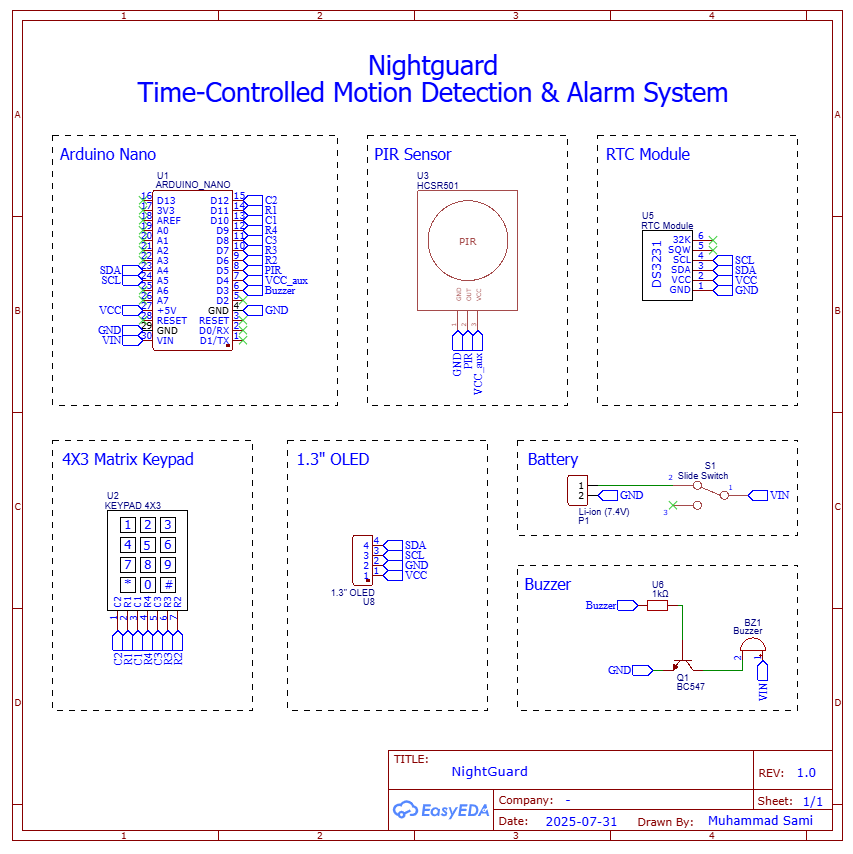 1 2 3 4
A A
B B
C C
D D
Nightguard
Time-Controlled Motion Detection & Alarm System
Arduino Nano
U1
ARDUINO_NANO
16 D13 D12 15 C2
17 3V3 D11 14 R1
18 AREF D10 13 C1
19 A0 D9 12 R4
20 A1 D8 11 C3
21 A2 D7 10 R3
22 A3 D6 9 R2
SDA 23 A4 D5 8 PIR
SCL 24 A5 D4 7 VCC_aux
25 A6 D3 6 Buzzer
26 A7 D2 5
VCC 27 +5V GND 4 GND
28 RESET RESET 3
GND 29 GND D0/RX 2
VIN 30 VIN D1/TX 1
PIR Sensor
U3
HCSR501
PIR
GND OUT VCC
1 2 3
GND PIR VCC_aux
RTC Module
U5
RTC Module
DS3231
32K 6
SQW 5
SCL 4 SCL
SDA 3 SDA
VCC 2 VCC
GND 1 GND
4X3 Matrix Keypad
U2
KEYPAD 4X3
1 2 3
4 5 6
7 8 9
* 0 #
C2 R1 C1 R4 C3 R3 R2
1 2 3 4 5 6 7
C2 R1 C1 R4 C3 R3 R2
1.3" OLED
4 4 SDA
3 3 SCL
2 2 GND
1 1 VCC
1.3" OLED
U8
Battery
1
2 GND
Li-ion (7.4V)
P1
S1
Slide Switch
2 1 VIN
3
Buzzer
U6
1kΩ
Buzzer
GND
Q1
BC547
BZ1
Buzzer
2 1
VIN
TITLE:
NightGuard
REV: 1.0
EasyEDA
Company: -
Sheet: 1/1
Date: 2025-07-31 Drawn By: Muhammad Sami
1 2 3 4